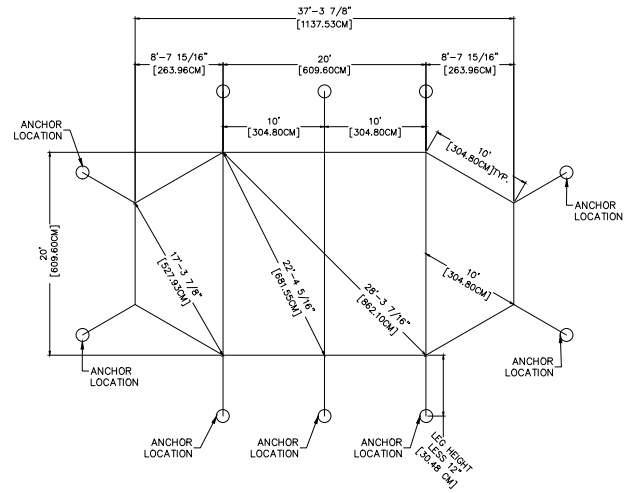 37'-3 7/8"
[1137.53CM]
8'-7 15/16"
[263.96CM]
20'
[609.60CM]
8'-7 15/16"
[263.96CM]
10'
[304.80CM]
10'
[304.80CM]
ANCHOR
LOCATION
10'
[304.80CM]TYP.
ANCHOR
LOCATION
20'
[609.60CM]
17'-3 7/8"
[527.93CM]
22'-4 5/16"
[681.55CM]
28'-3 7/16"
[862.10CM]
10'
[304.80CM]
ANCHOR
LOCATION
ANCHOR
LOCATION
ANCHOR
LOCATION
ANCHOR
LOCATION
ANCHOR
LOCATION
LEG HEIGHT
LESS 12"
[30.48 CM]